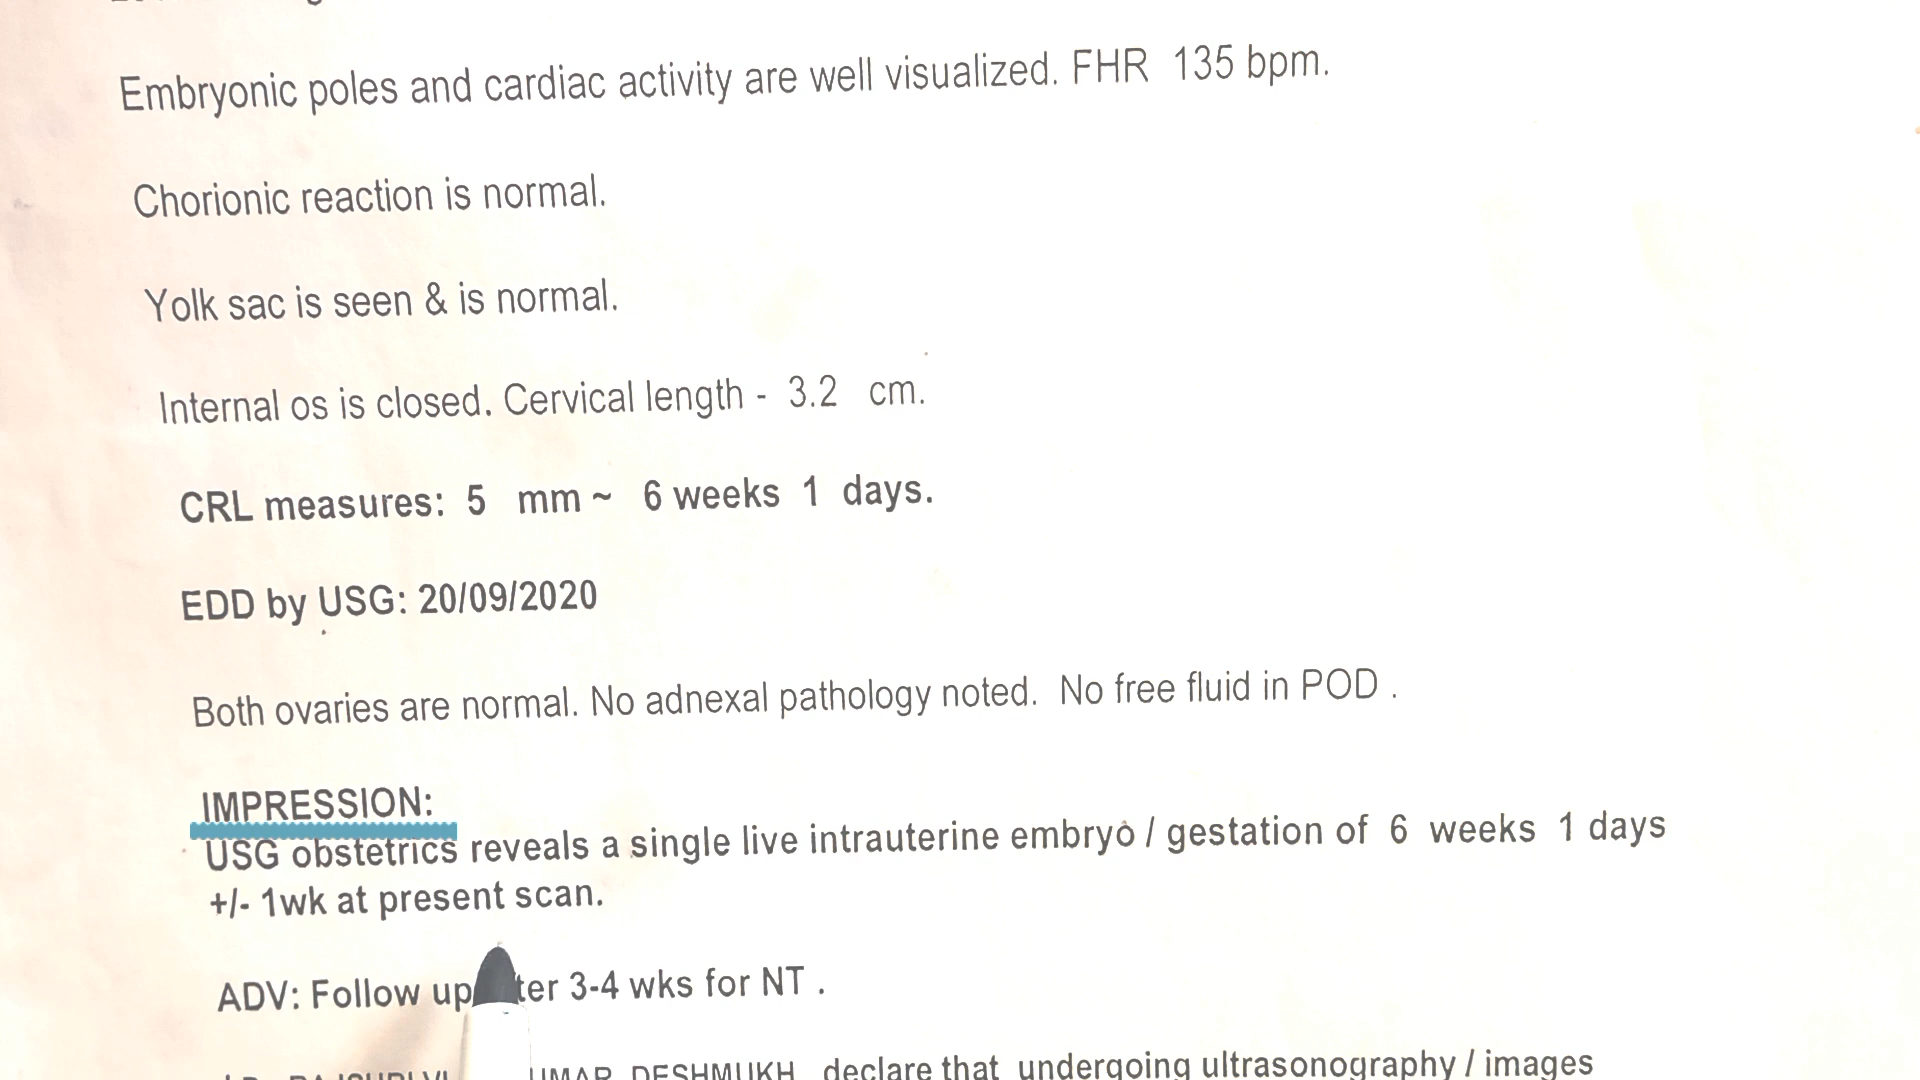 Embryonic poles and cardiac activity are well visualized. FHR 135 bpm.
Chorionic reaction is normal.
Yolk sac is seen & is normal.
Internal os is closed. Cervical length - 3.2 cm.
CRL measures: 5 mm ~ 6 weeks 1 days.
EDD by USG: 20/09/2020
Both ovaries are normal. No adnexal pathology noted. No free fluid in POD .
IMPRESSION:
USG obstetrics reveals a single live intrauterine embryo / gestation of 6 weeks 1 days
+/- 1wk at present scan.
ADV: Follow up ter 3-4 wks for NT .
UMAR DESHMUKH declare that undergoing ultrasonography / images